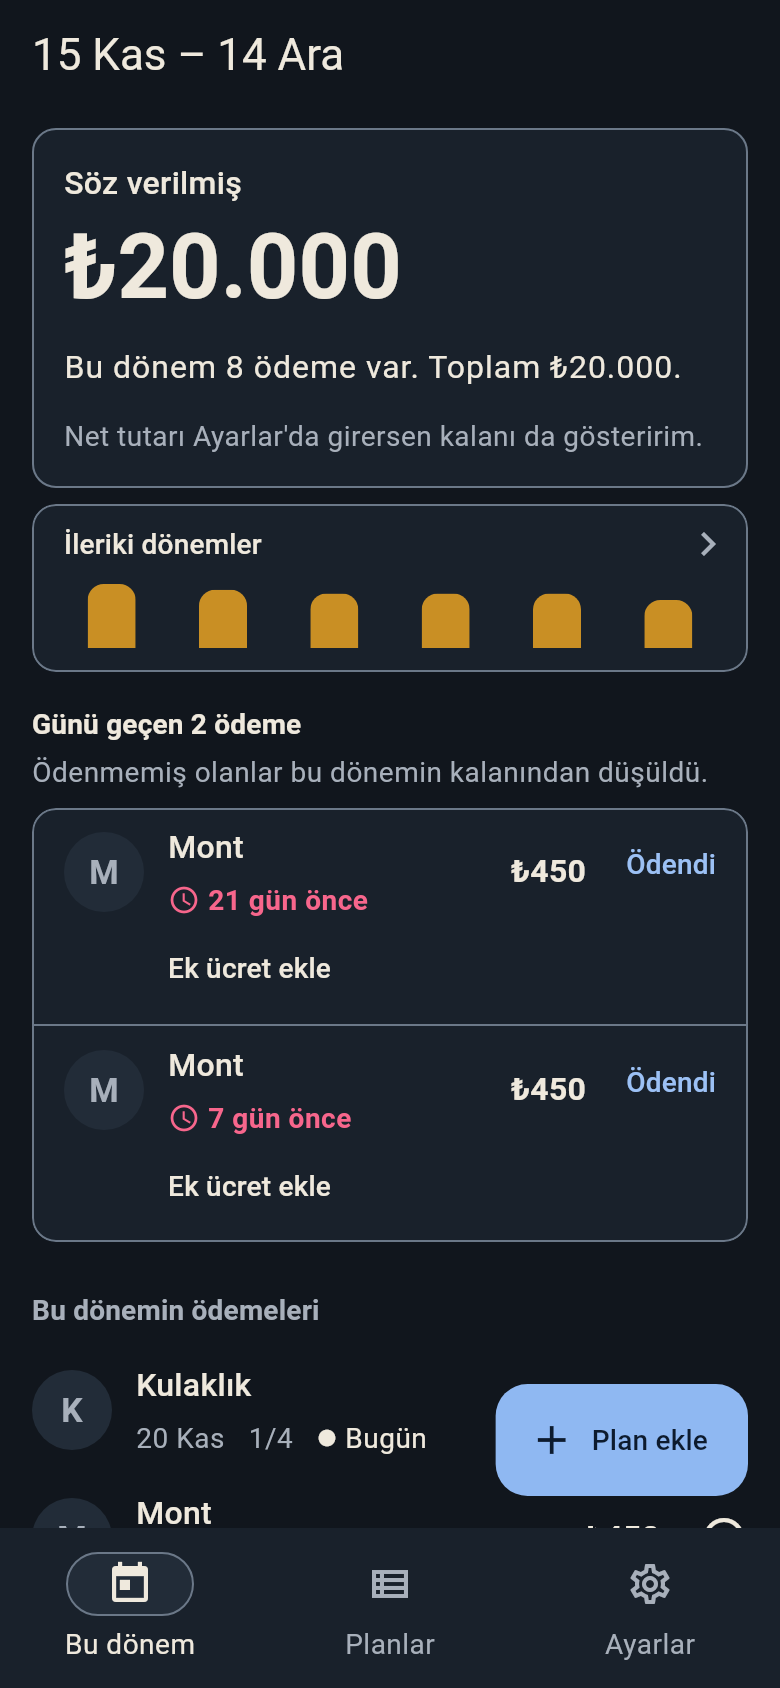 15 Kas – 14 Ara
Söz verilmiş
₺20.000
Bu dönem 8 ödeme var. Toplam ₺20.000.
Net tutarı Ayarlar'da girersen kalanı da gösteririm.
İleriki dönemler
Günü geçen 2 ödeme
Ödenmemiş olanlar bu dönemin kalanından düşüldü.
M
Mont
₺450
Ödendi
21 gün önce
Ek ücret ekle
M
Mont
₺450
Ödendi
7 gün önce
Ek ücret ekle
Bu dönemin ödemeleri
K
Kulaklık
20 Kas 1/4 Bugün
Plan ekle
Mont
Bu dönem
Planlar
Ayarlar